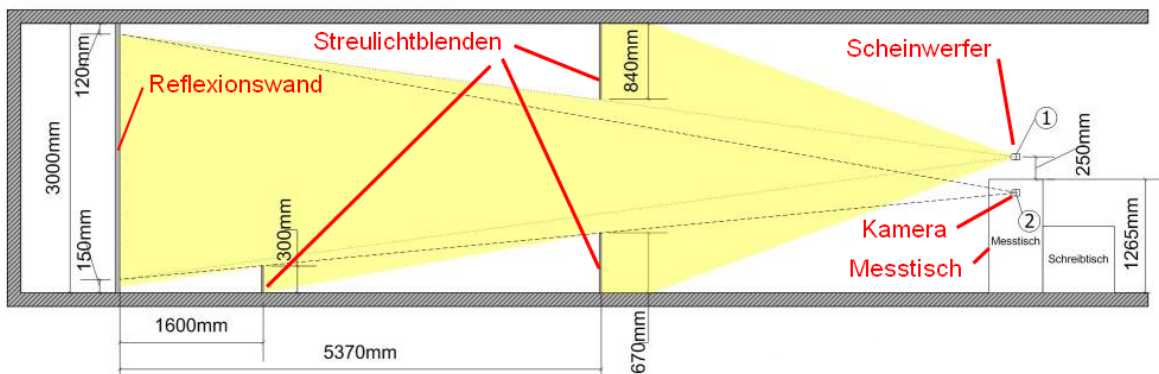 Streulichtblenden
Scheinwerfer
Reflexionswand
120mm
3000mm
150mm
300mm
840mm
670mm
1
250mm
Kamera
2
Messtisch
Messtisch
Schreibtisch
1265mm
1600mm
5370mm